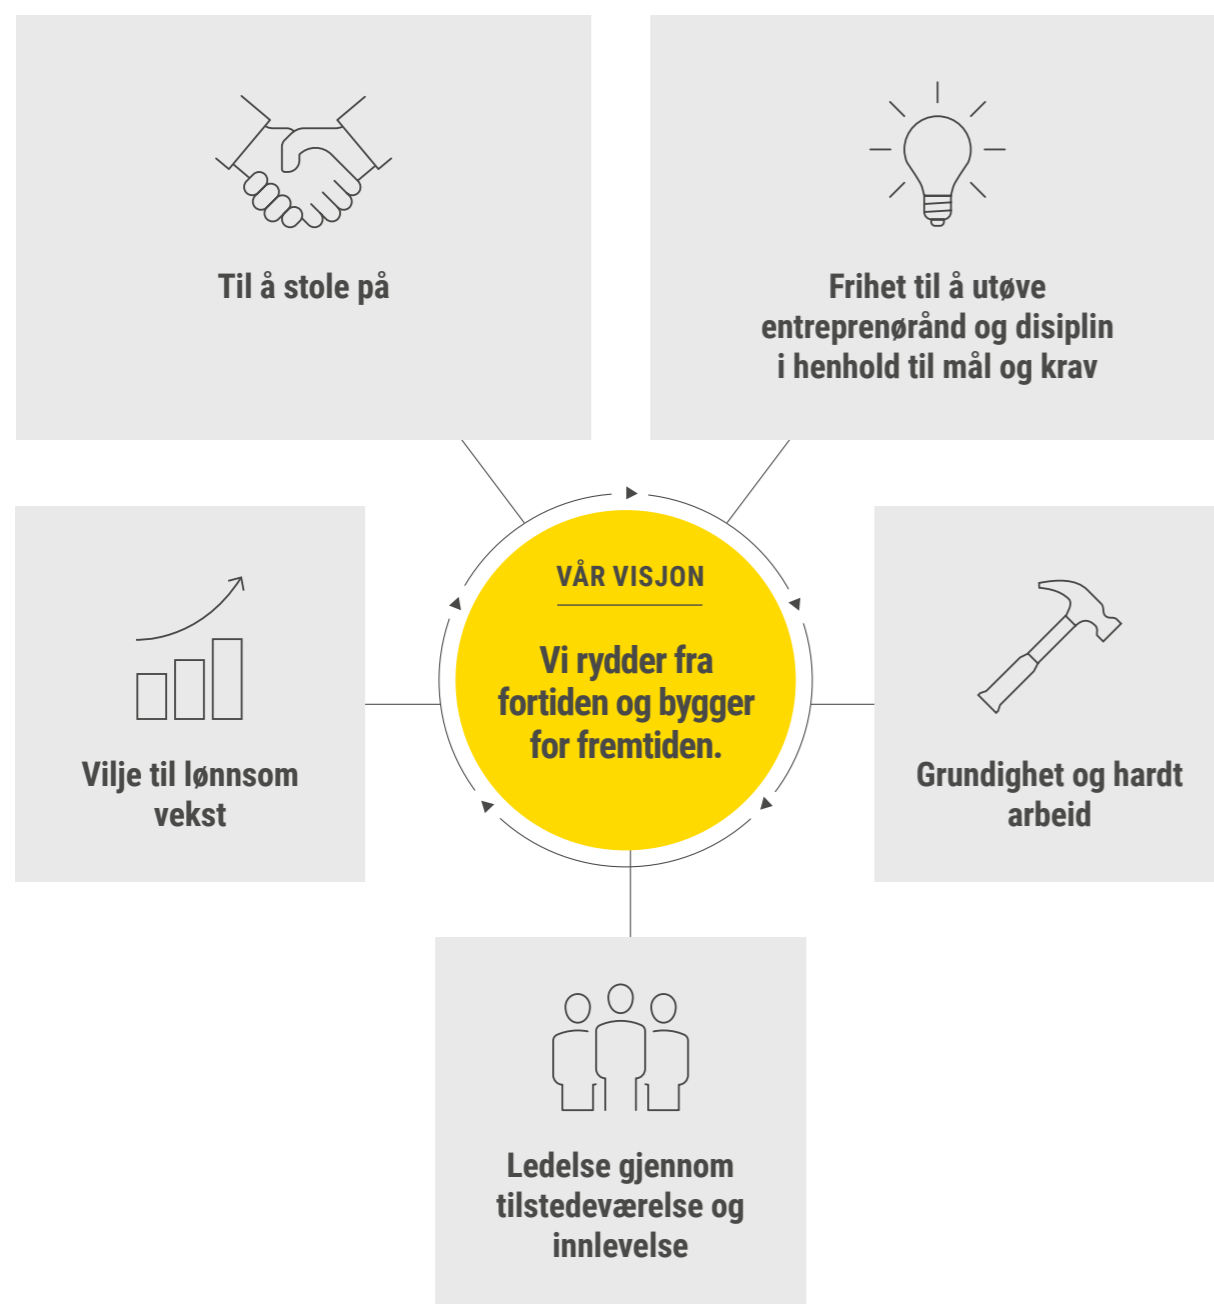 Til å stole på
Frihet til å utøve
entreprenørånd og disiplin
i henhold til mål og krav
VÅR VISJON
Vi rydder fra
fortiden og bygger
for fremtiden.
Vilje til lønnsom
vekst
Grundighet og hardt
arbeid
Ledelse gjennom
tilstedeværelse og
innlevelse